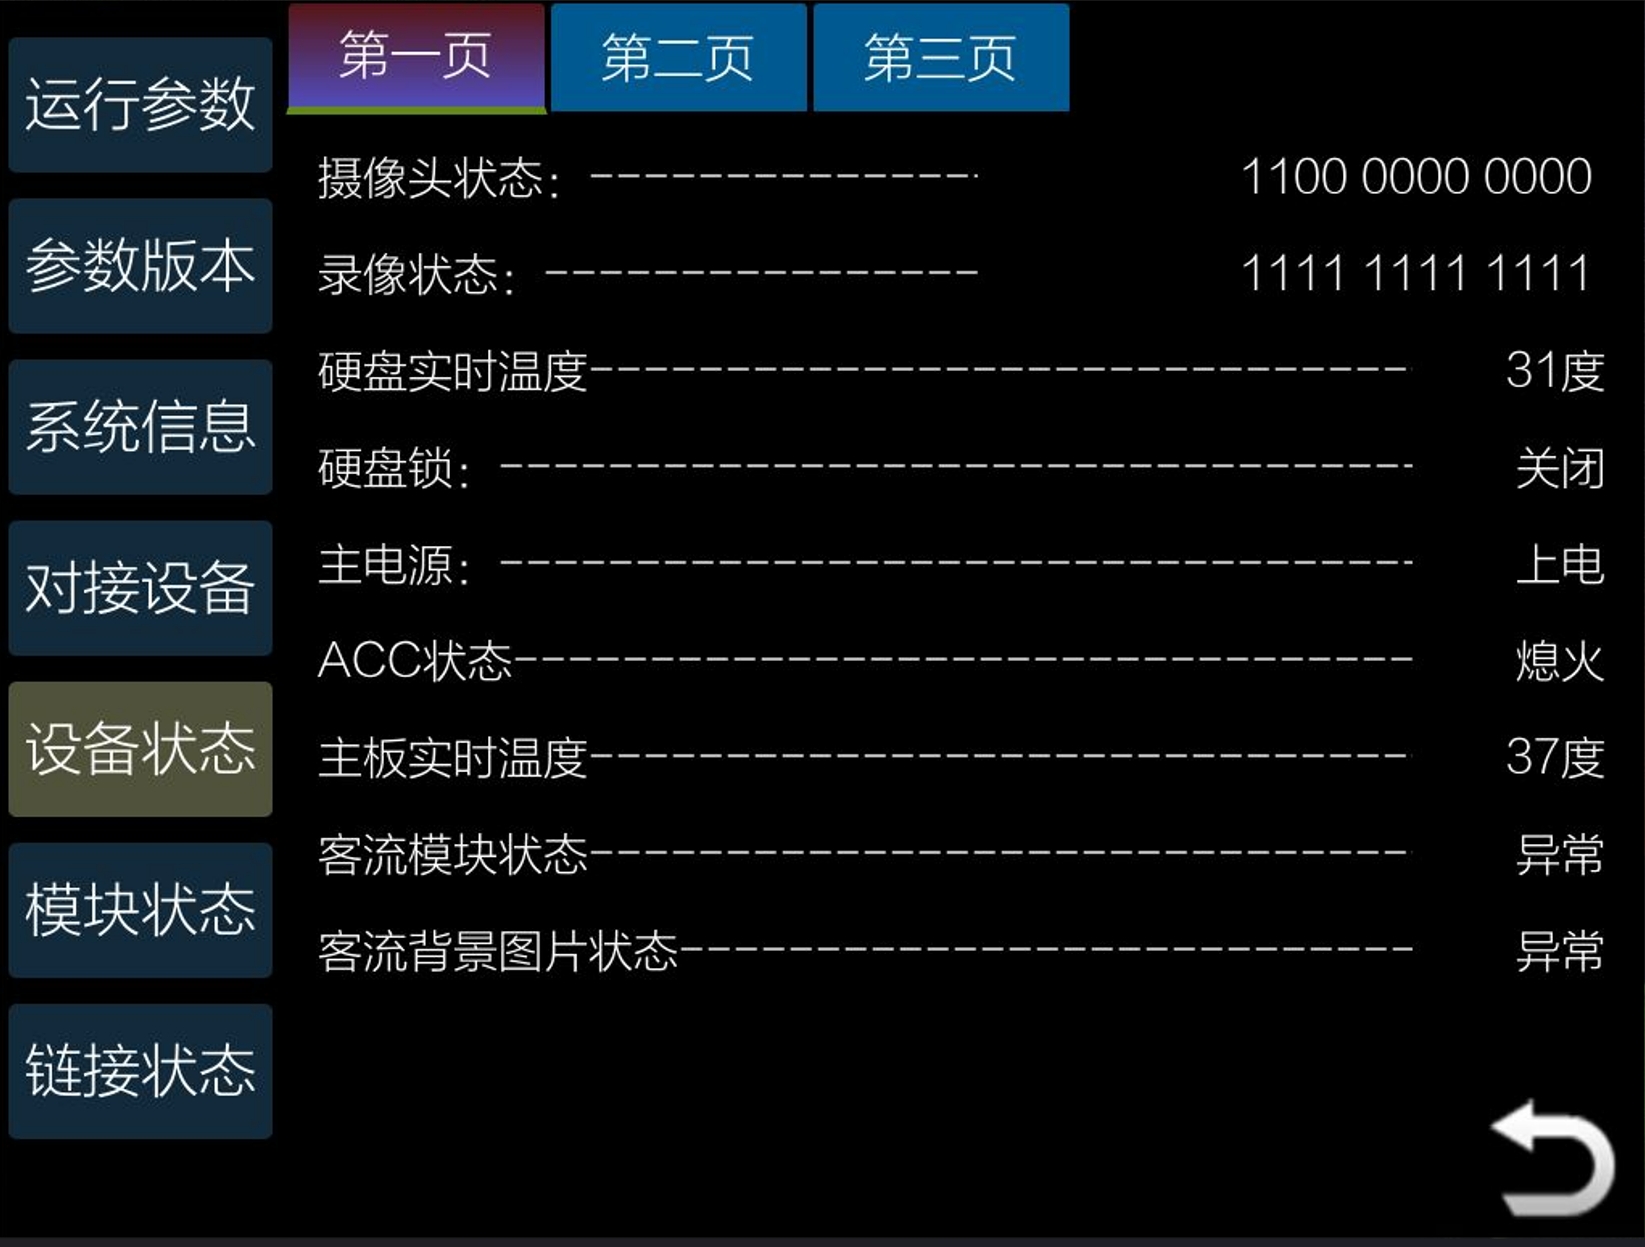 第一页 第二页 第三页
运行参数
参数版本
系统信息
对接设备
设备状态
模块状态
链接状态
摄像头状态：--------------- 1100 0000 0000
录像状态：---------------- 1111 1111 1111
硬盘实时温度------------------------------ 31度
硬盘锁：---------------------------------- 关闭
主电源：---------------------------------- 上电
ACC状态--------------------------------- 熄火
主板实时温度------------------------------ 37度
客流模块状态------------------------------ 异常
客流背景图片状态--------------------------- 异常